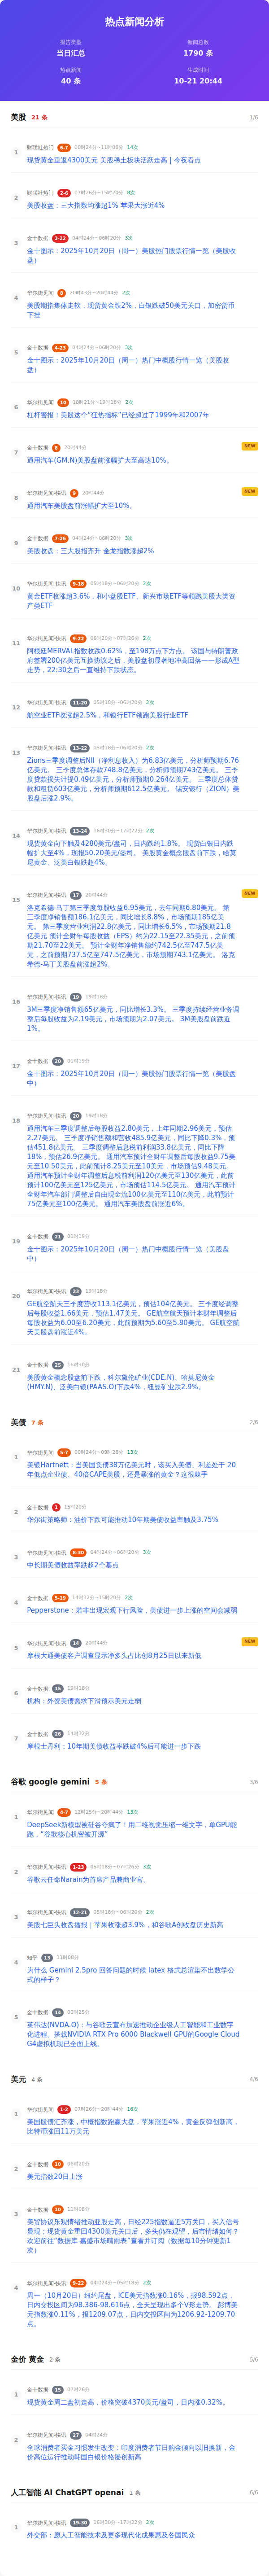 热点新闻分析
报告类型
当日汇总
新闻总数
1790 条
热点新闻
40 条
生成时间
10-21 20:44
美股 21 条 1/6
1
财联社热门 6-7 00时24分~11时08分 14次
现货黄金重返4300美元 美股稀土板块活跃走高 | 今夜看点
2
财联社热门 2-6 07时26分~15时20分 8次
美股收盘：三大指数均涨超1% 苹果大涨近4%
3
金十数据 3-22 04时24分~06时20分 3次
金十图示：2025年10月20日（周一）美股热门股票行情一览（美股收
盘）
4
华尔街见闻 8 20时43分~20时44分 2次
美股期指集体走软，现货黄金跌2%，白银跌破50美元关口，加密货币
下挫
5
金十数据 4-23 04时24分~06时20分 3次
金十图示：2025年10月20日（周一）热门中概股行情一览（美股收
盘）
6
华尔街见闻 10 18时21分~19时18分 2次
杠杆警报！美股这个“狂热指标”已经超过了1999年和2007年
7
金十数据 8 20时44分 NEW
通用汽车(GM.N)美股盘前涨幅扩大至高达10%。
8
华尔街见闻-快讯 9 20时44分 NEW
通用汽车美股盘前涨幅扩大至10%。
9
金十数据 7-26 04时24分~06时20分 3次
美股收盘：三大股指齐升 金龙指数涨超2%
10
华尔街见闻-快讯 9-18 05时18分~06时20分 2次
黄金ETF收涨超3.6%，和小盘股ETF、新兴市场ETF等领跑美股大类资
产类ETF
11
华尔街见闻-快讯 9-22 06时20分~07时26分 2次
阿根廷MERVAL指数收跌0.62%，至198万点下方点。 该国与特朗普政
府签署200亿美元互换协议之后，美股盘初显著地冲高回落——形成A型
走势，22:30之后一直维持下跌状态。
12
华尔街见闻-快讯 11-20 05时18分~06时20分 2次
航空业ETF收涨超2.5%，和银行ETF领跑美股行业ETF
13
华尔街见闻-快讯 13-22 05时18分~06时20分 2次
Zions三季度调整后NII（净利息收入）为6.83亿美元，分析师预期6.76
亿美元。 三季度总体存款748.8亿美元，分析师预期743亿美元。 三季
度贷款损失计提0.49亿美元，分析师预期0.264亿美元。 三季度总体贷
款和租赁603亿美元，分析师预期612.5亿美元。 锡安银行（ZION）美
股盘后涨2.9%。
14
华尔街见闻-快讯 13-24 16时30分~17时22分 2次
现货黄金向下触及4280美元/盎司，日内跌约1.8%。 现货白银日内跌
幅扩大至4%，现报50.20美元/盎司。 美股黄金概念股盘前下跌，哈莫
尼黄金、泛美白银跌超4%。
15
华尔街见闻-快讯 17 20时44分 NEW
洛克希德-马丁第三季度每股收益6.95美元，去年同期6.80美元。 第
三季度净销售额186.1亿美元，同比增长8.8%，市场预期185亿美
元。 第三季度营业利润22.8亿美元，同比增长6.5%，市场预期21.8
亿美元 预计全财年每股收益（EPS）约为22.15至22.35美元，之前预
期21.70至22美元。 预计全财年净销售额约742.5亿至747.5亿美
元，之前预期737.5亿至747.5亿美元，市场预期743.1亿美元。 洛克
希德-马丁美股盘前涨超2%。
16
华尔街见闻-快讯 19 19时18分
3M三季度净销售额65亿美元，同比增长3.3%。 三季度持续经营业务调
整后每股收益为2.19美元，市场预期为2.07美元。 3M美股盘前跌近
1%。
17
金十数据 20 01时19分
金十图示：2025年10月20日（周一）美股热门股票行情一览（美股盘
中）
18
华尔街见闻-快讯 20 19时18分
通用汽车三季度调整后每股收益2.80美元，上年同期2.96美元，预估
2.27美元。 三季度净销售额和营收485.9亿美元，同比下降0.3%，预
估451.8亿美元。 三季度调整后息税前利润33.8亿美元，同比下降
18%，预估26.9亿美元。 通用汽车预计全财年调整后每股收益9.75美
元至10.50美元，此前预计8.25美元至10美元，市场预估9.48美元。
通用汽车预计全财年调整后息税前利润120亿美元至130亿美元，此前
预计100亿美元至125亿美元，市场预估114.5亿美元。 通用汽车预计
全财年汽车部门调整后自由现金流100亿美元至110亿美元，此前预计
75亿美元至100亿美元。 通用汽车美股盘前涨近6%。
19
金十数据 21 01时19分
金十图示：2025年10月20日（周一）热门中概股行情一览（美股盘
中）
20
华尔街见闻-快讯 23 19时18分
GE航空航天三季度营收113.1亿美元，预估104亿美元。 三季度经调整
后每股收益1.66美元，预估1.47美元。 GE航空航天预计本财年调整后
每股收益为6.00至6.20美元，此前预期为5.60至5.80美元。 GE航空航
天美股盘前涨近4%。
21
金十数据 25 16时30分
美股黄金概念股盘前下跌，科尔黛伦矿业(CDE.N)、哈莫尼黄金
(HMY.N)、泛美白银(PAAS.O)下跌4%，纽曼矿业跌2.9%。
美债 7 条 2/6
1
华尔街见闻 6-7 00时24分~09时28分 13次
美银Hartnett：当美国负债38万亿美元时，该买入美债、利差处于 20
年低点企业债、40倍CAPE美股，还是暴涨的黄金？这很棘手
2
金十数据 1 15时20分
华尔街策略师：油价下跌可能推动10年期美债收益率触及3.75%
3
华尔街见闻-快讯 8-30 04时24分~06时20分 3次
中长期美债收益率跌超2个基点
4
金十数据 5-19 14时32分~15时20分 2次
Pepperstone：若非出现宏观下行风险，美债进一步上涨的空间会减弱
5
华尔街见闻-快讯 14 20时44分 NEW
摩根大通美债客户调查显示净多头占比创8月25日以来新低
6
金十数据 15 19时18分
机构：外资美债需求下滑预示美元走弱
7
金十数据 26 14时32分
摩根士丹利：10年期美债收益率跌破4%后可能进一步下跌
谷歌 google gemini 5 条 3/6
1
华尔街见闻 4-7 12时25分~20时44分 13次
DeepSeek新模型被硅谷夸疯了！用二维视觉压缩一维文字，单GPU能
跑，“谷歌核心机密被开源”
2
华尔街见闻-快讯 1-23 05时18分~07时26分 3次
谷歌云任命Narain为首席产品兼商业官。
3
华尔街见闻-快讯 12-21 05时18分~06时20分 2次
美股七巨头收盘播报｜苹果收涨超3.9%，和谷歌A创收盘历史新高
4
知乎 13 11时08分
为什么 Gemini 2.5pro 回答问题的时候 latex 格式总渲染不出数学公
式的样子？
5
金十数据 14 00时25分
英伟达(NVDA.O)：与谷歌云宣布加速推动企业级人工智能和工业数字
化进程。搭载NVIDIA RTX Pro 6000 Blackwell GPU的Google Cloud
G4虚拟机现已全面上线。
美元 4 条 4/6
1
华尔街见闻 1-2 07时26分~20时44分 16次
美国股债汇齐涨，中概指数跑赢大盘，苹果涨近4%，黄金反弹创新高，
比特币涨回11万美元
2
金十数据 10 06时20分
美元指数20日上涨
3
金十数据 10 11时08分
美贸协议乐观情绪推动亚股走高，日经225指数逼近5万关口，买入信号
显现；现货黄金重回4300美元关口后，多头仍在观望，后市情绪如何？
欢迎前往“数据库-嘉盛市场晴雨表”查看并订阅（数据每10分钟更新1
次）
4
华尔街见闻-快讯 9-22 04时24分~05时18分 2次
周一（10月20日）纽约尾盘，ICE美元指数涨0.16%，报98.592点，
日内交投区间为98.386-98.616点，全天呈现出多个V形走势。 彭博美
元指数涨0.11%，报1209.07点，日内交投区间为1206.92-1209.70
点。
金价 黄金 2 条 5/6
1
金十数据 15 07时26分
现货黄金周二盘初走高，价格突破4370美元/盎司，日内涨0.32%。
2
华尔街见闻-快讯 27 04时24分
全球消费者买金习惯发生改变：印度消费者节日购金倾向以旧换新，金
价高位运行推动韩国白银价格屡创新高
人工智能 AI ChatGPT openai 1 条 6/6
1
华尔街见闻-快讯 19-30 16时30分~17时22分 2次
外交部：愿人工智能技术及更多现代化成果惠及各国民众